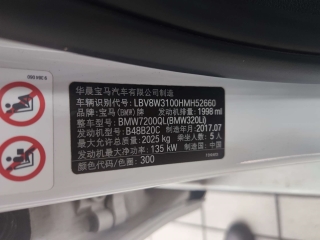 华晨宝马汽车有限公司制造
车辆识别代号: LBV8W3100HMH52660
品牌: 宝马(BMW)牌 发动机排量: 1998 ml
整车型号: BMW7200QL(BMW320Li)
发动机型号: B48B20C 制造年月: 2017.07
最大允许总质量: 2025 kg 乘坐人数: 5人
发动机最大净功率: 135 kW 制造国: 中国
颜色代号/色圈: 300